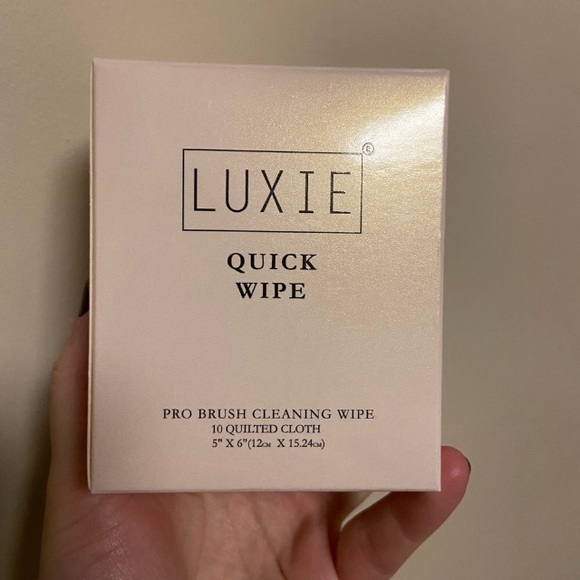 LUXIE®
QUICK
WIPE
PRO BRUSH CLEANING WIPE
10 QUILTED CLOTH
5" X 6"(12CM X 15.24CM)